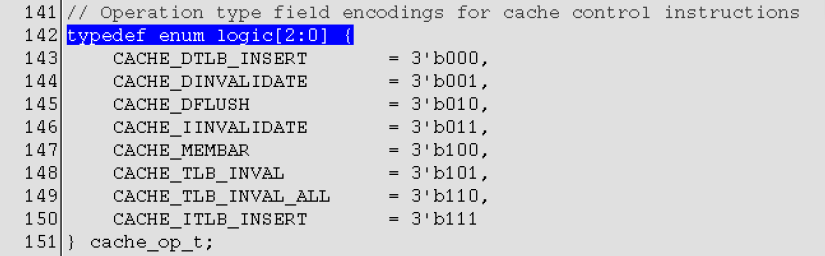 141 // Operation type field encodings for cache control instructions
142 typedef enum logic[2:0] {
143     CACHE_DTLB_INSERT       = 3'b000,
144     CACHE_DINVALIDATE       = 3'b001,
145     CACHE_DFLUSH            = 3'b010,
146     CACHE_IINVALIDATE       = 3'b011,
147     CACHE_MEMBAR            = 3'b100,
148     CACHE_TLB_INVAL         = 3'b101,
149     CACHE_TLB_INVAL_ALL     = 3'b110,
150     CACHE_ITLB_INSERT       = 3'b111
151 } cache_op_t;